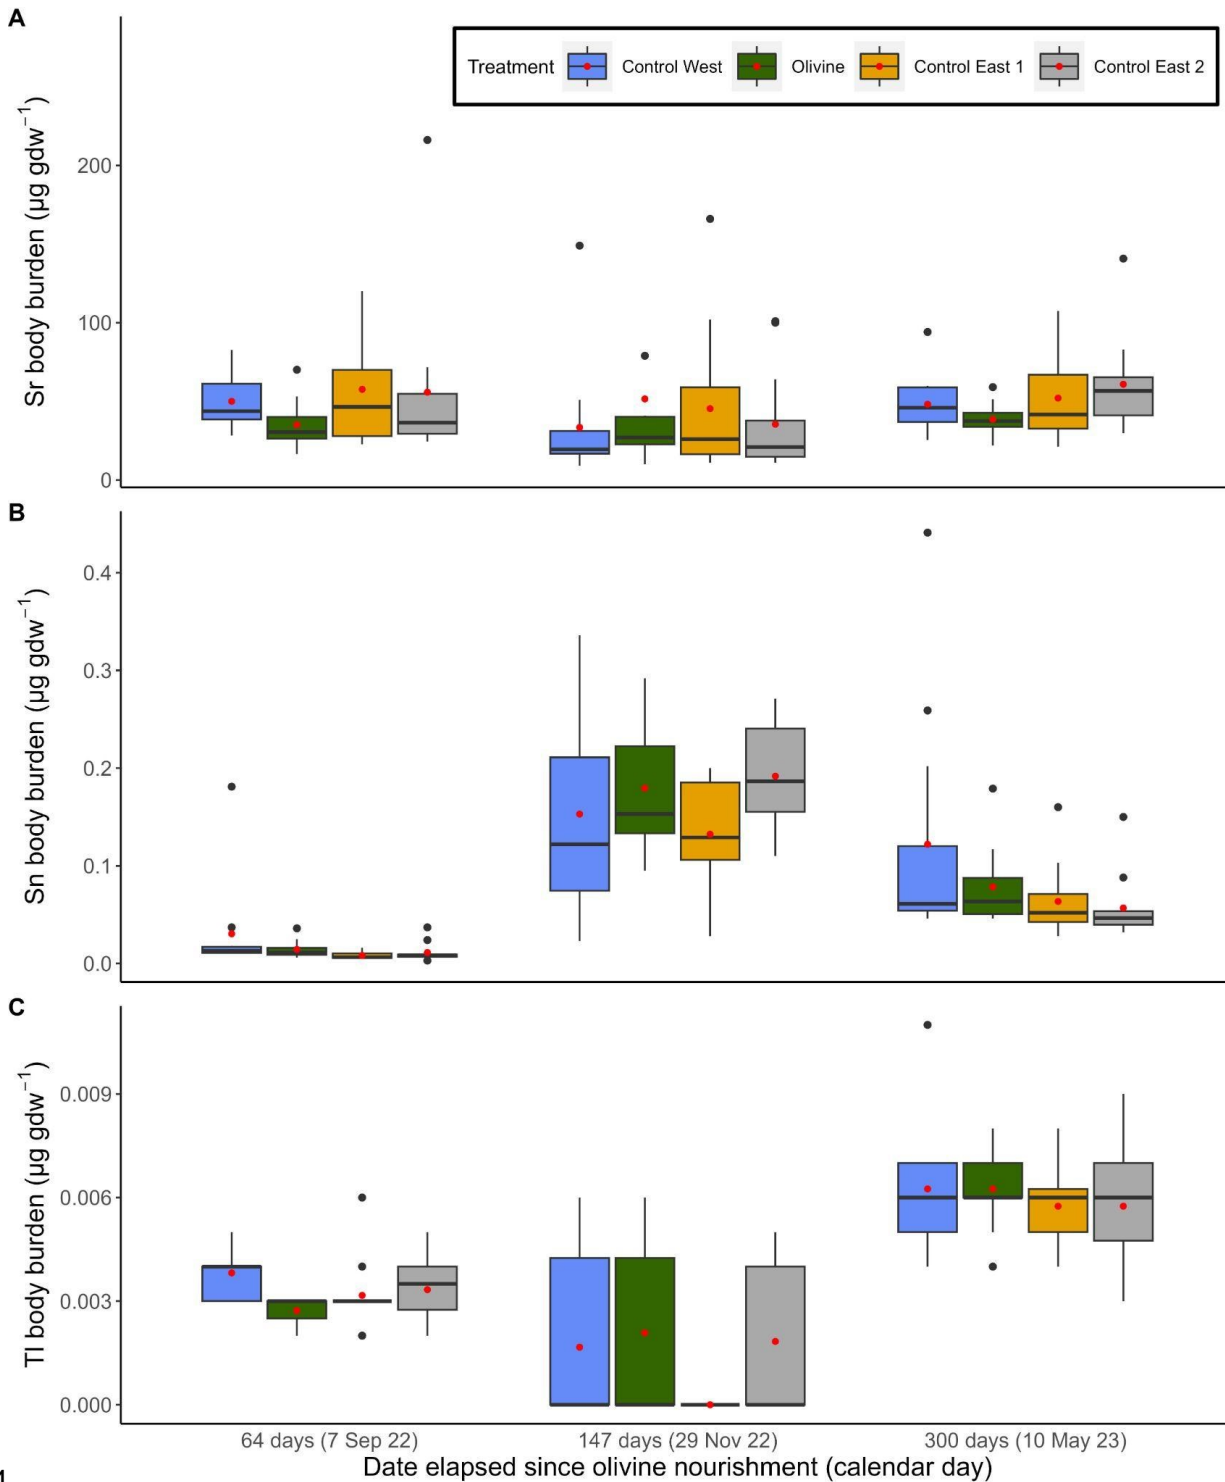 A
Treatment Control West Olivine Control East 1 Control East 2
Sr body burden (µg gdw⁻¹)
200
100
0
B
Sn body burden (µg gdw⁻¹)
0.4
0.3
0.2
0.1
0.0
C
Tl body burden (µg gdw⁻¹)
0.009
0.006
0.003
0.000
64 days (7 Sep 22) 147 days (29 Nov 22) 300 days (10 May 23)
Date elapsed since olivine nourishment (calendar day)